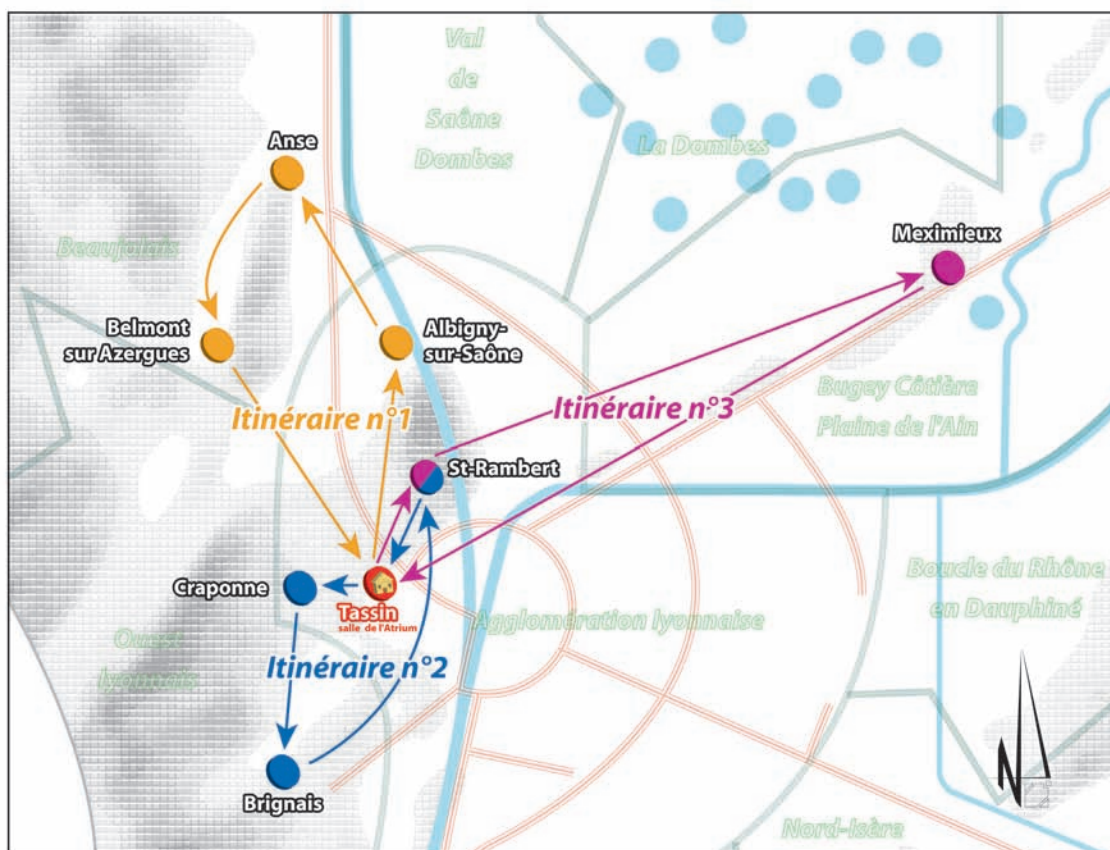 Val
de
Saône
Dombes
Anse
La Dombes
Beaujolais
Meximieux
Belmont
sur Azergues
Albigny-
sur-Saône
Itinéraire n°1
Itinéraire n°3
Bugey Côtière
Plaine de l'Ain
St-Rambert
Craponne
Tassin
salle de l'Atrium
Agglomération lyonnaise
Boucle du Rhône
en Dauphiné
Ouest
lyonnais
Itinéraire n°2
Brignais
N
Nord-Isère